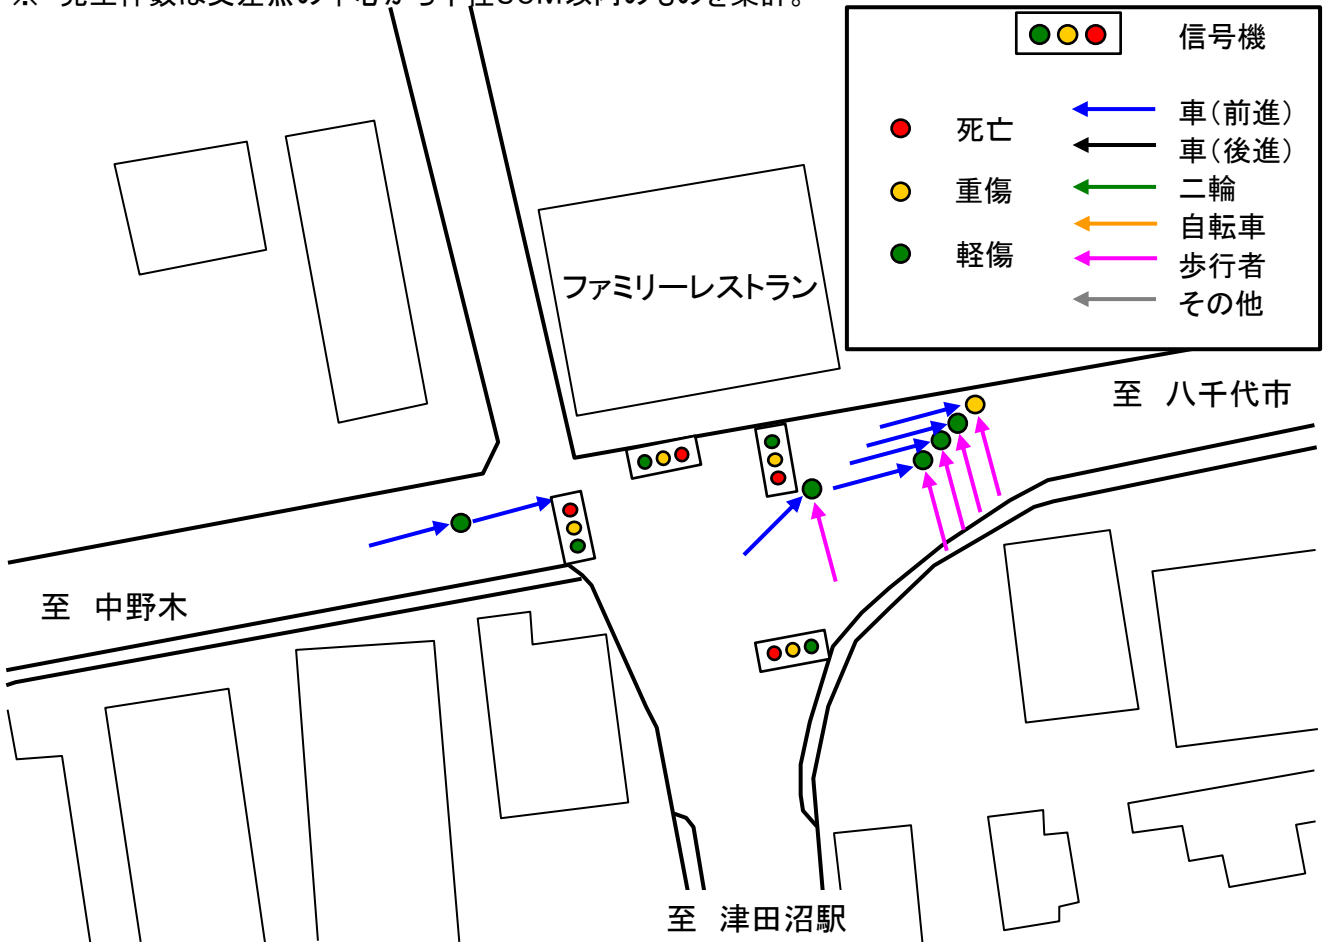 信号機
死亡
重傷
軽傷
車(前進)
車(後進)
二輪
自転車
歩行者
その他
ファミリーレストラン
至 八千代市
至 中野木
至 津田沼駅